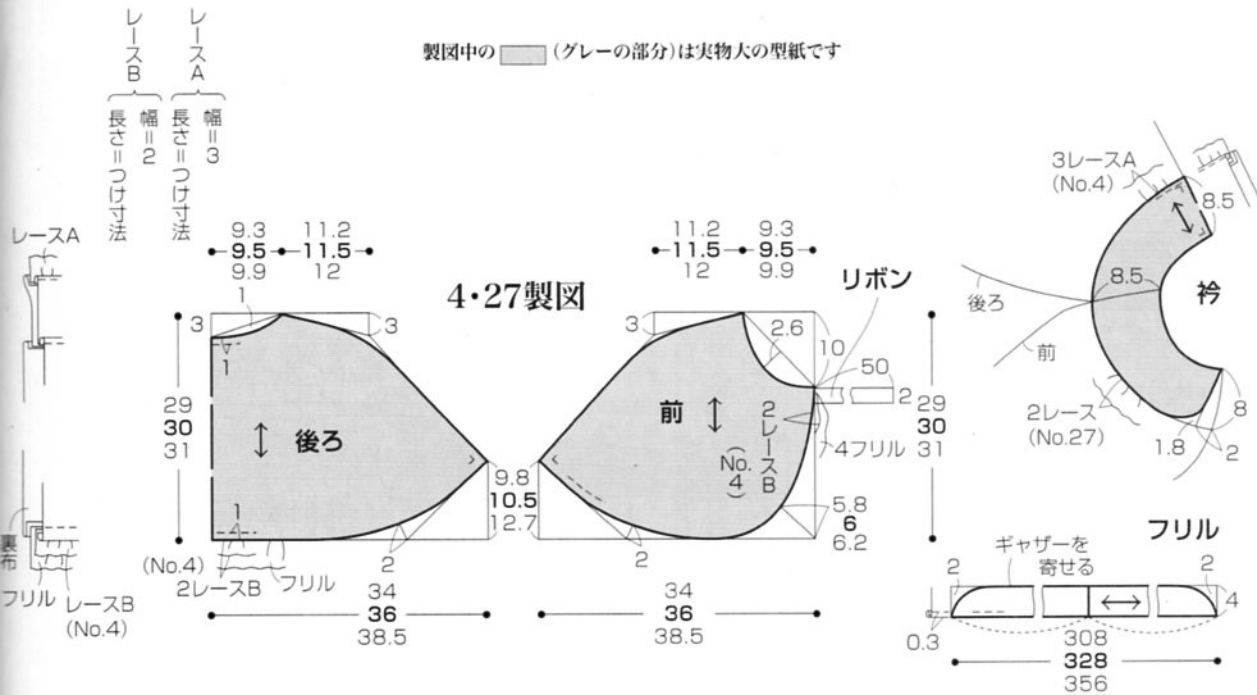 製図中の (グレーの部分)は実物大の型紙です
レースA
幅=3
長さ=つけ寸法
レースB
幅=2
長さ=つけ寸法
4・27製図
レースA
裏布
フリル
レースB
(No.4)
9.3
9.5
9.9
11.2
11.5
12
3
1
3
1
29
30
31
後ろ
1
(No.4)
2レースB
フリル
2
34
36
38.5
9.8
10.5
12.7
11.2
11.5
12
9.3
9.5
9.9
リボン
3
2.6
10
50
2
前
2レースB
(No.4)
4フリル
29
30
31
5.8
6
6.2
2
34
36
38.5
3レースA
(No.4)
8.5
8.5
衿
後ろ
前
2レース
(No.27)
1.8
2
8
フリル
ギャザーを
寄せる
2
2
4
0.3
308
328
356